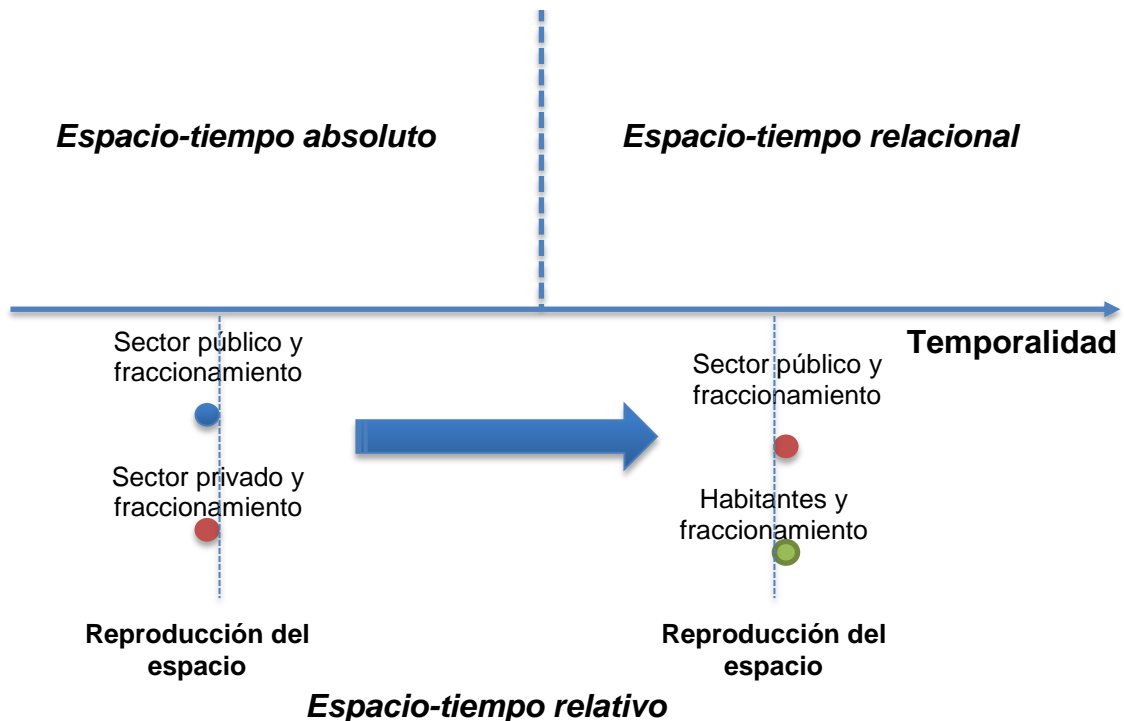 Espacio-tiempo absoluto
Espacio-tiempo relacional
Temporalidad
Sector público y
fraccionamiento
Sector privado y
fraccionamiento
Reproducción del
espacio
Sector público y
fraccionamiento
Habitantes y
fraccionamiento
Reproducción del
espacio
Espacio-tiempo relativo